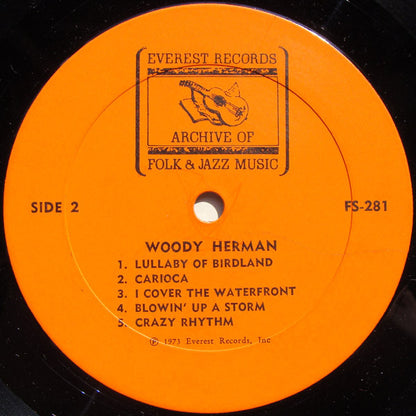 EVEREST RECORDS
ARCHIVE OF
FOLK & JAZZ MUSIC
SIDE 2
FS-281
WOODY HERMAN
1. LULLABY OF BIRDLAND
2. CARIOCA
3. I COVER THE WATERFRONT
4. BLOWIN' UP A STORM
5. CRAZY RHYTHM
℗ 1973 Everest Records, Inc